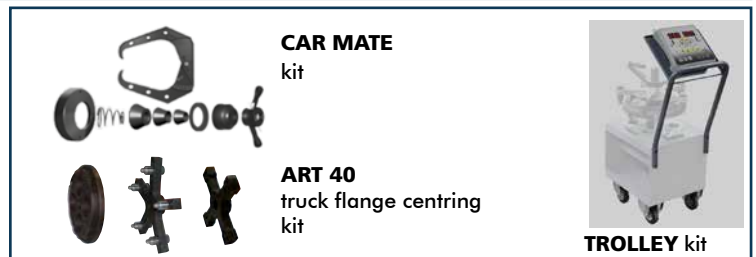 CAR MATE
kit
ART 40
truck flange centring
kit
TROLLEY kit